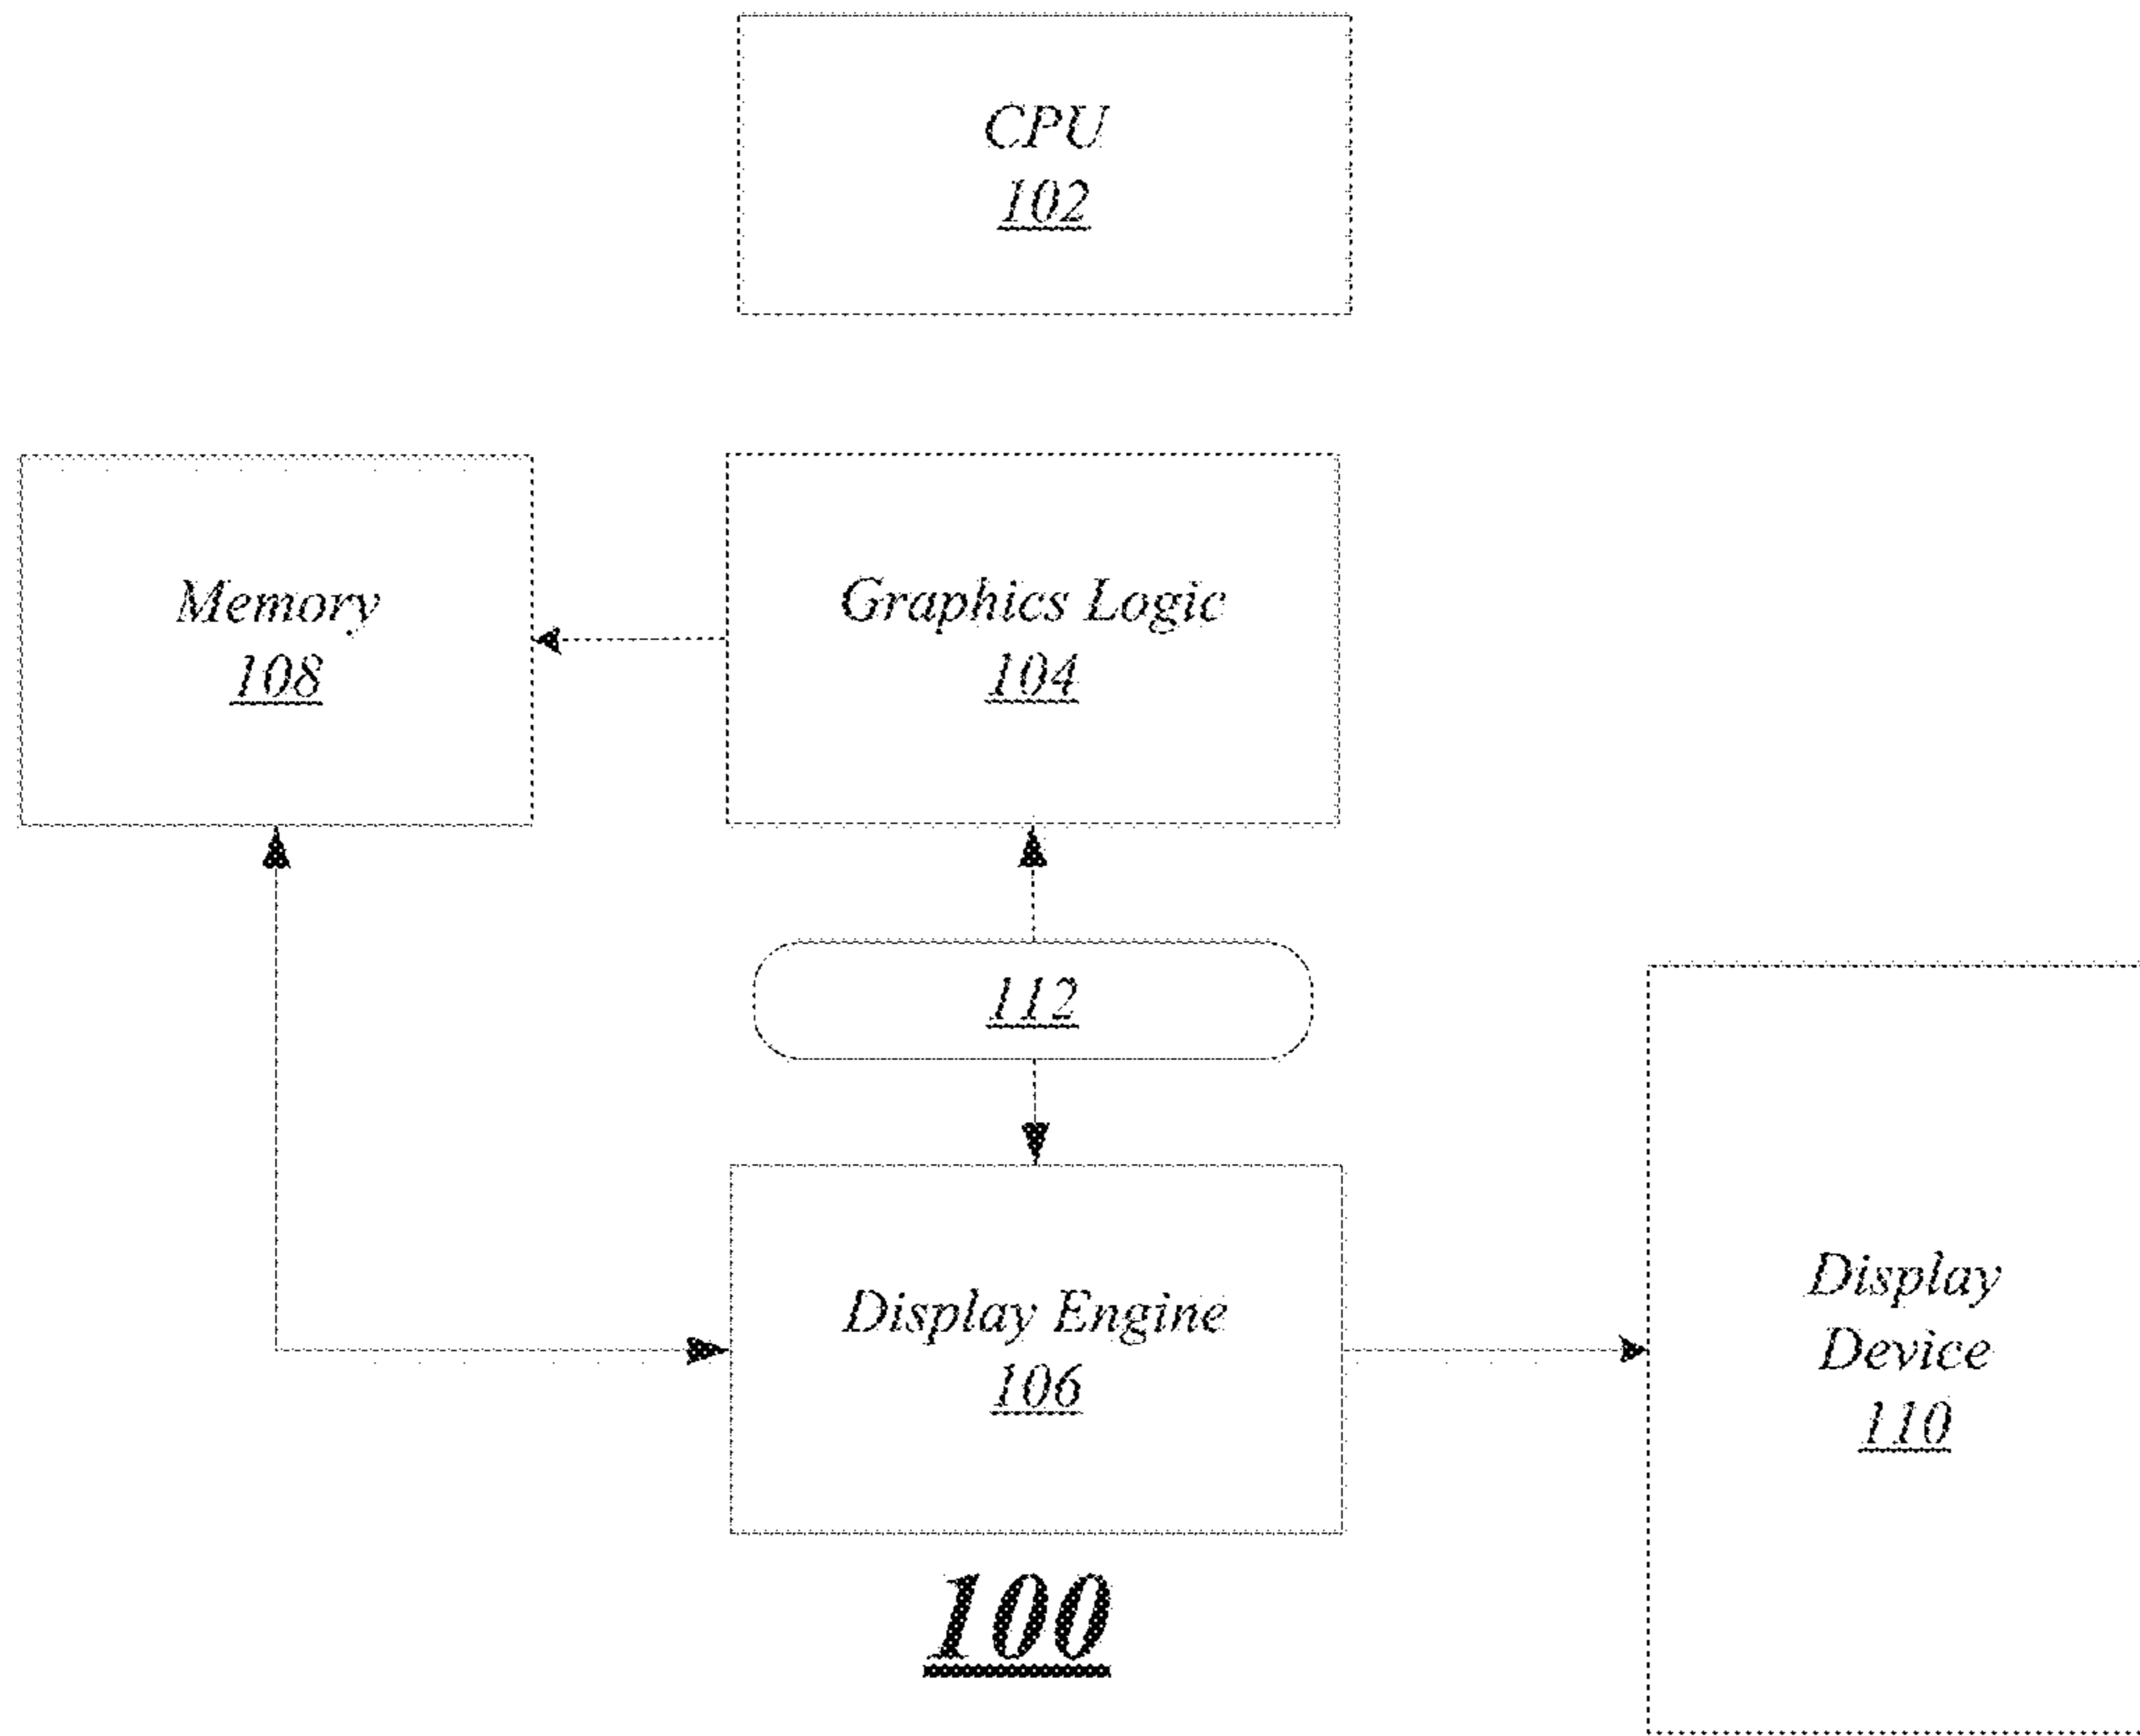 CPU
102
Memory
108
Graphics Logic
104
112
Display Engine
106
Display
Device
110
100